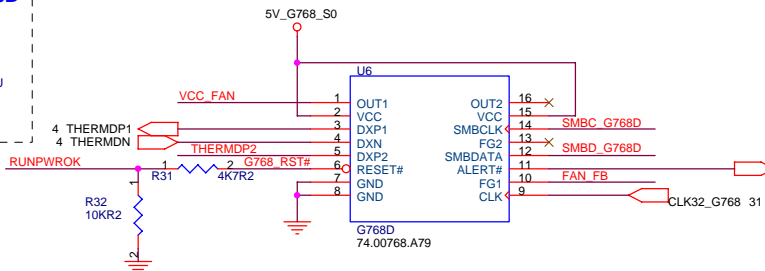 5V_G768_S0
U6
VCC_FAN
1 OUT1 OUT2 16
2 VCC VCC 15
4 THERMDP1 3 DXP1 SMBCLK 14 SMBC_G768D
4 THERMDN 4 DXN FG2 13
THERMDP2 5 DXP2 SMBDATA 12 SMBD_G768D
RUNPWROK 1 2 G768_RST# 6 RESET# ALERT# 11
R31 4K7R2 7 GND FG1 10 FAN_FB
8 GND CLK 9 CLK32_G768 31
1
R32
10KR2
2
G768D
74.00768.A79